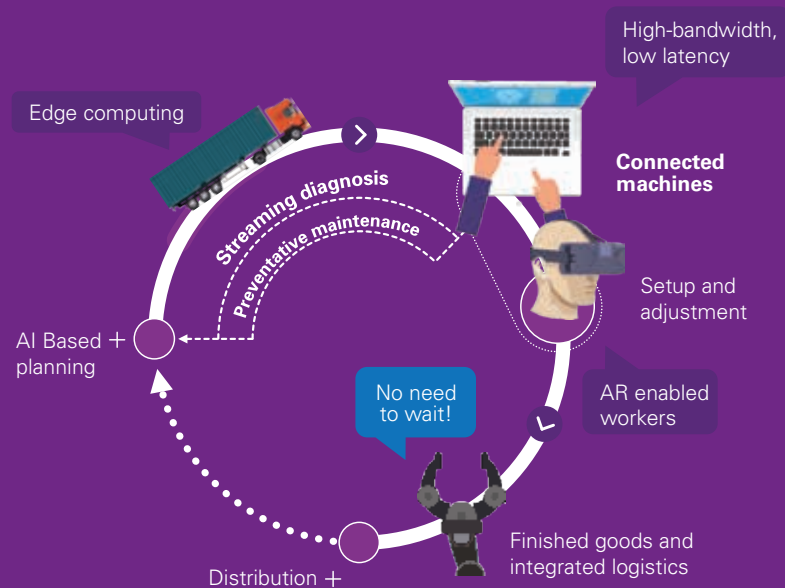 High-bandwidth,
low latency
Edge computing
Connected
machines
Streaming diagnosis
Preventative maintenance
Setup and
adjustment
AI Based +
planning
No need
to wait!
AR enabled
workers
Finished goods and
integrated logistics
Distribution +